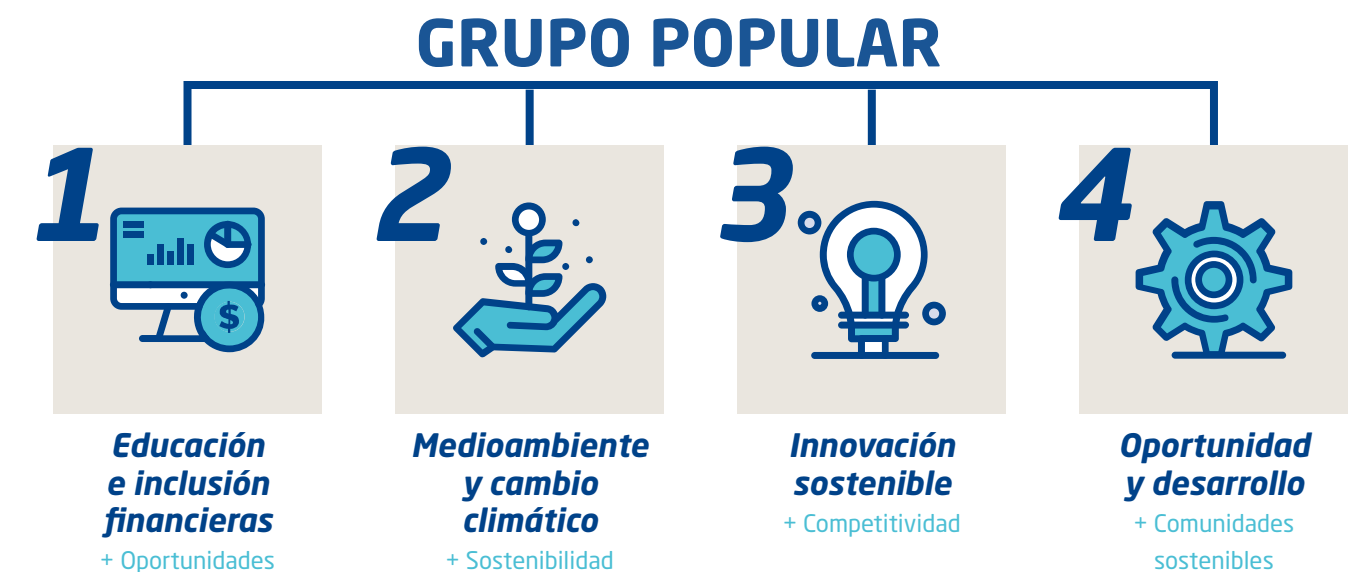 GRUPO POPULAR
1
$
Educación
e inclusión
financieras
+ Oportunidades
2
Medioambiente
y cambio
climático
+ Sostenibilidad
3
Innovación
sostenible
+ Competitividad
4
Oportunidad
y desarrollo
+ Comunidades
sostenibles